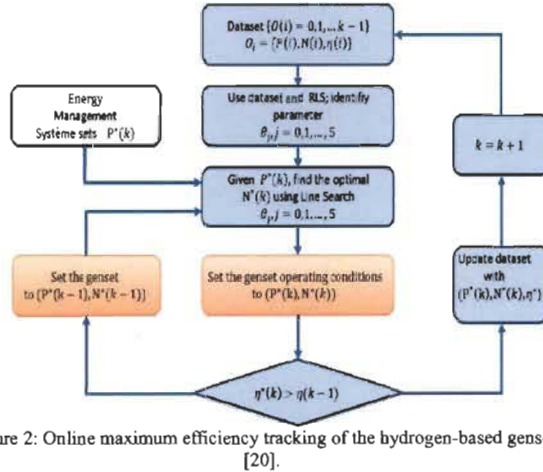 Dataset {O(i) = 0,1,...k − 1}
O_i = {P(i).N(i),η(i)}
Use dataset and RLS; identify
parameter
θ_j,j = 0,1,...,5
Energy
Management
Système sets P*(k)
Given P*(k), find the optimal
N*(k) using Line Search
θ_j,j = 0,1,...,5
k = k + 1
Set the genset
to (P*(k−1),N*(k−1))
Set the genset operating conditions
to (P*(k),N*(k))
Update dataset
with
(P*(k),N*(k),η*)
η*(k) > η(k−1)
ure 2: Online maximum efficiency tracking of the hydrogen-based gens
[20].